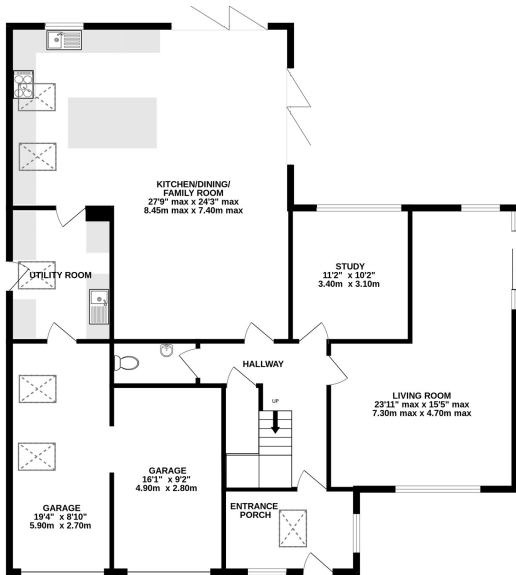 KITCHEN/DINING/
FAMILY ROOM
27'9" max x 24'3" max
8.45m max x 7.40m max
UTILITY ROOM
STUDY
11'2" x 10'2"
3.40m x 3.10m
HALLWAY
UP
LIVING ROOM
23'11" max x 15'5" max
7.30m max x 4.70m max
GARAGE
16'1" x 9'2"
4.90m x 2.80m
GARAGE
19'4" x 8'10"
5.90m x 2.70m
ENTRANCE
PORCH